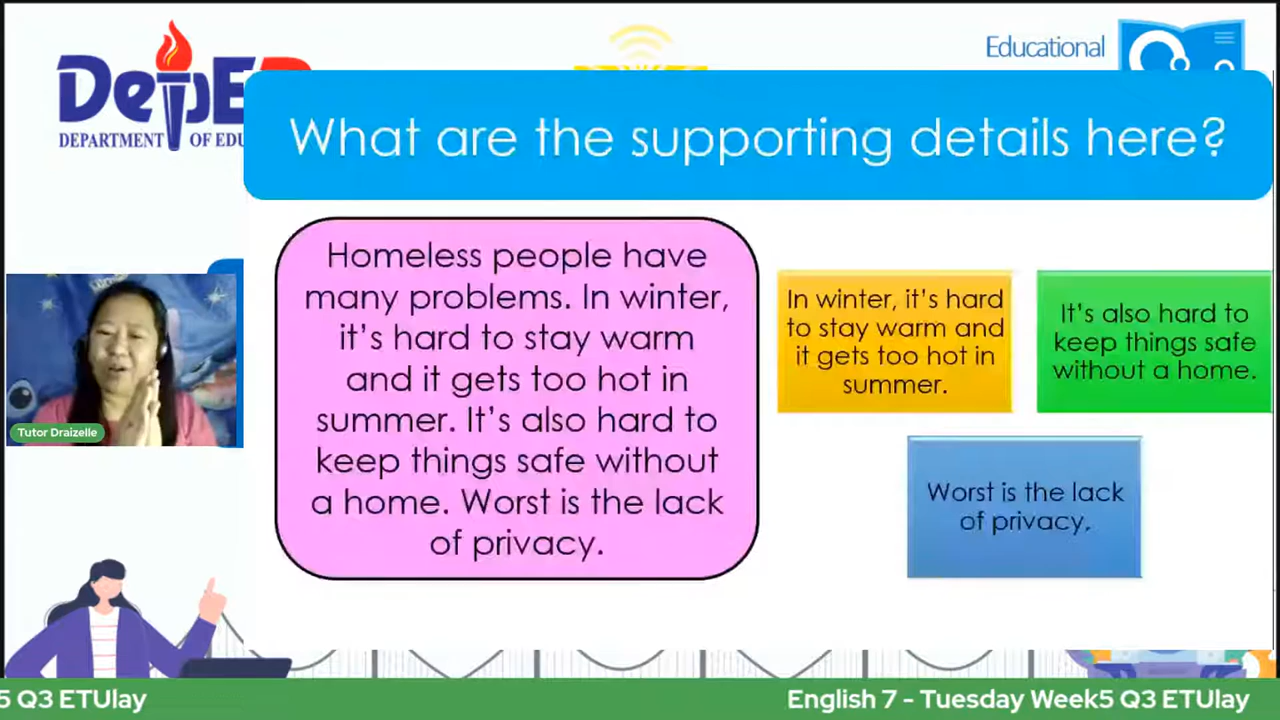 DepED
DEPARTMENT OF EDU
Educational
What are the supporting details here?
Homeless people have
many problems. In winter,
it's hard to stay warm
and it gets too hot in
summer. It's also hard to
keep things safe without
a home. Worst is the lack
of privacy.
In winter, it's hard
to stay warm and
it gets too hot in
summer.
It's also hard to
keep things safe
without a home.
Worst is the lack
of privacy.
Tutor Draizelle
5 Q3 ETUlay
English 7 - Tuesday Week5 Q3 ETUlay